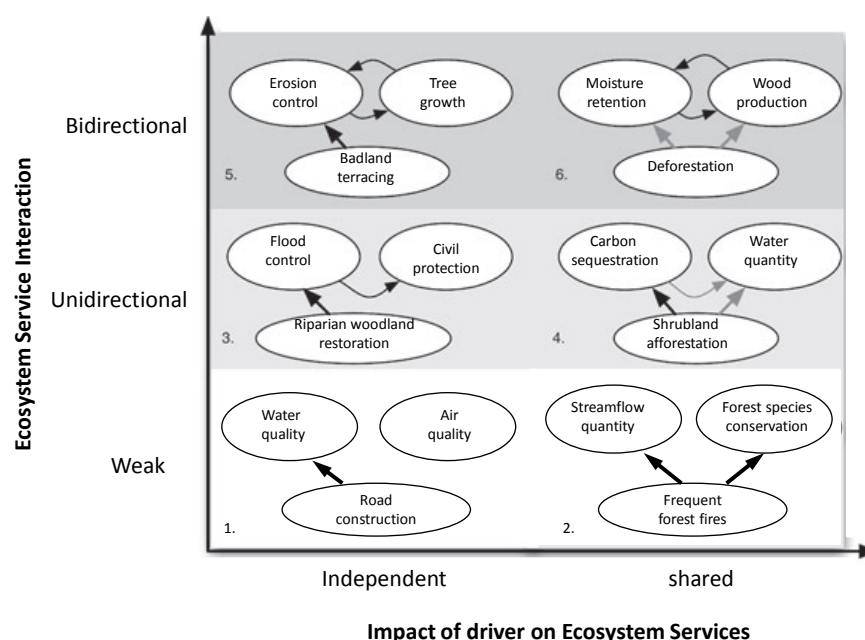 Bidirectional
Erosion
control
Tree
growth
Badland
terracing
5.
Moisture
retention
Wood
production
Deforestation
6.
Ecosystem Service Interaction
Unidirectional
Flood
control
Civil
protection
Riparian woodland
restoration
3.
Carbon
sequestration
Water
quantity
Shrubland
afforestation
4.
Weak
Water
quality
Air
quality
Road
construction
1.
Streamflow
quantity
Forest species
conservation
Frequent
forest fires
2.
Independent
shared
Impact of driver on Ecosystem Services